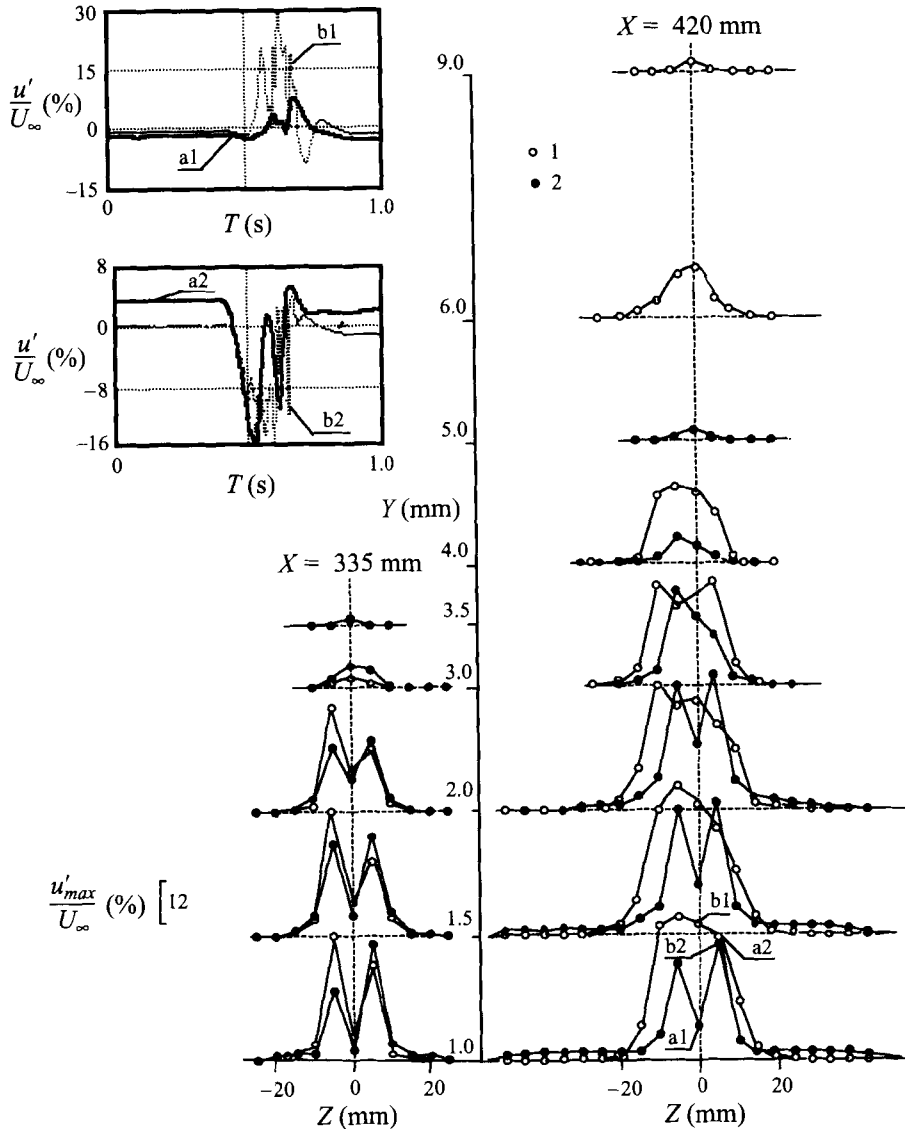 30
15
0
−15
u′/U∞ (%)
b1
a1
0
1.0
T (s)
8
0
−8
−16
u′/U∞ (%)
a2
b2
0
1.0
T (s)
X = 420 mm
1
2
Y (mm)
9.0
6.0
5.0
4.0
3.5
3.0
2.0
1.5
1.0
X = 335 mm
u′max/U∞ (%) [12
b1
b2
a2
a1
−20
0
20
Z (mm)
−20
0
20
Z (mm)